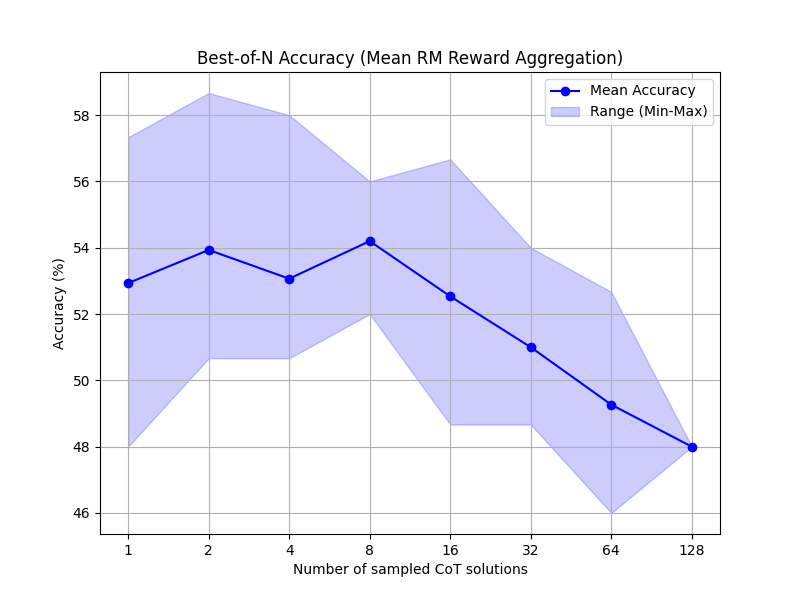 Best-of-N Accuracy (Mean RM Reward Aggregation)
Mean Accuracy
Range (Min-Max)
Accuracy (%)
58
56
54
52
50
48
46
1 2 4 8 16 32 64 128
Number of sampled CoT solutions